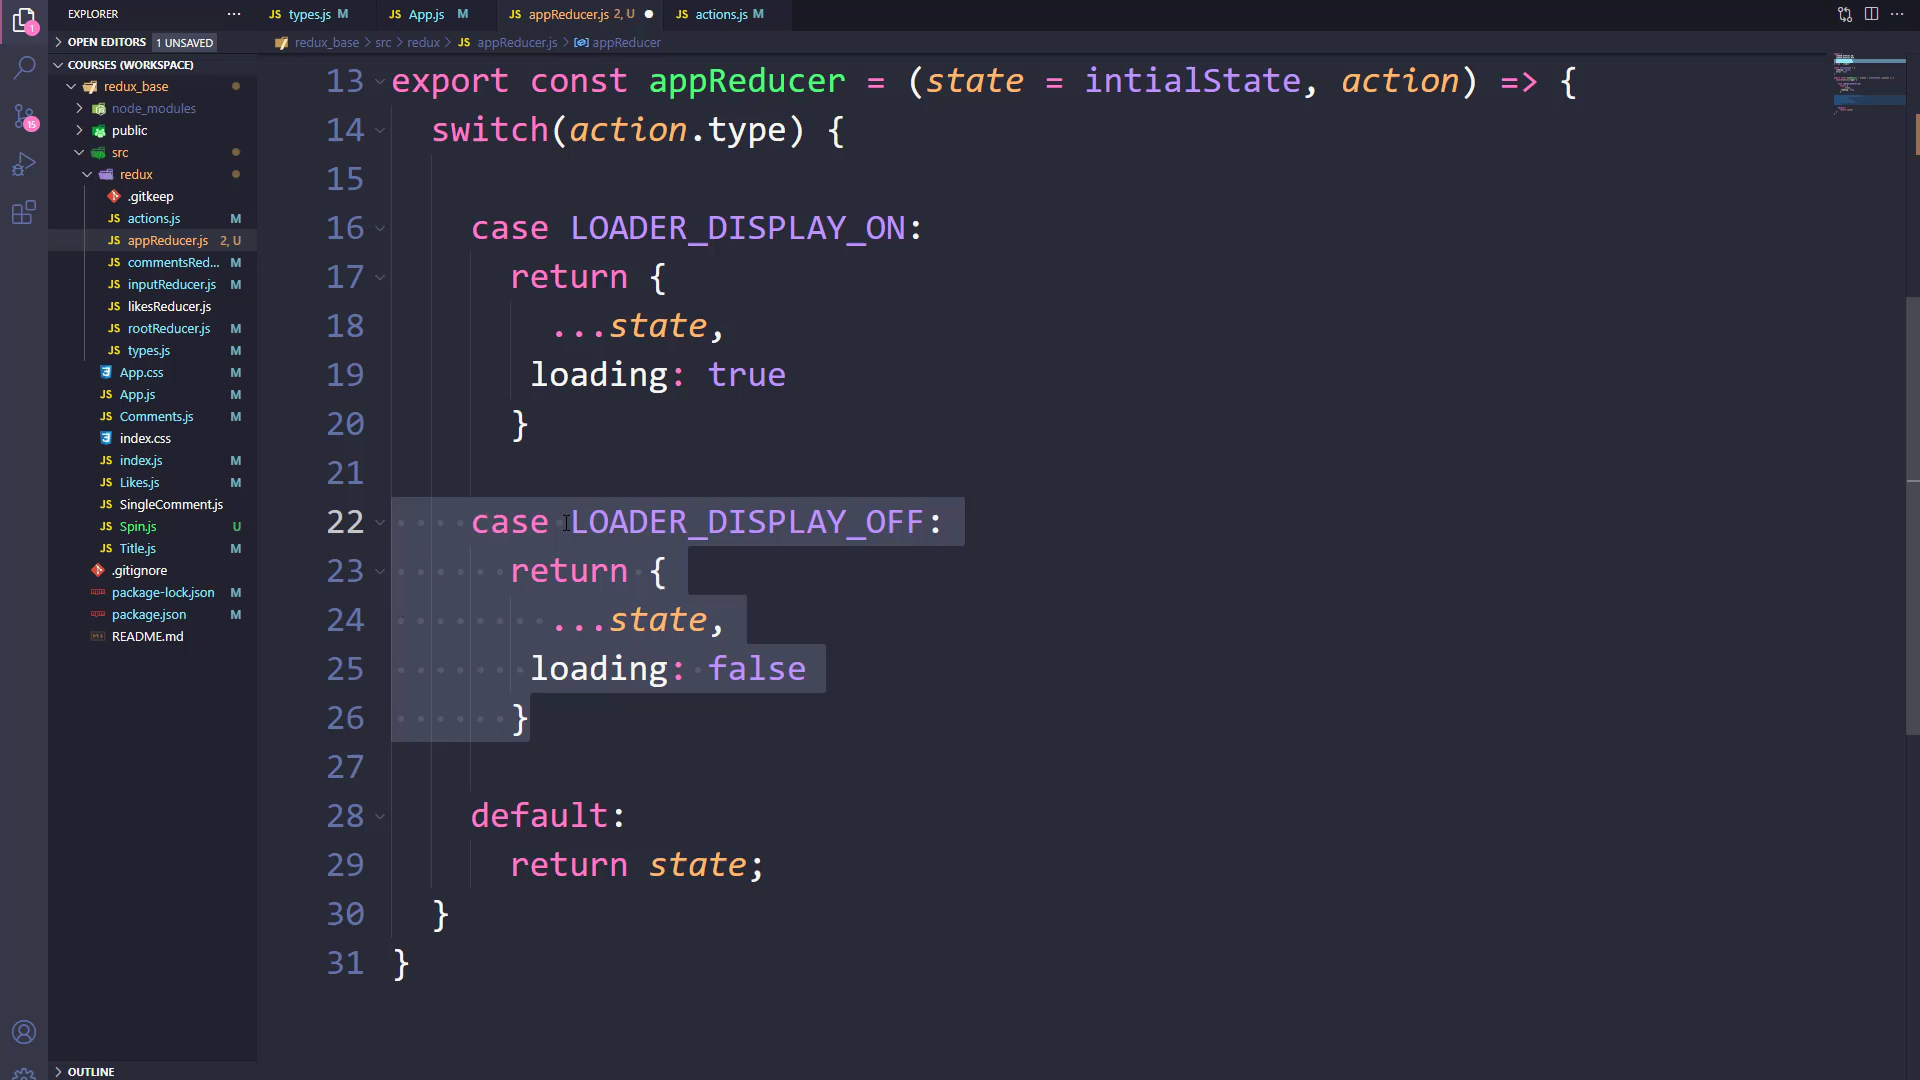 EXPLORER
OPEN EDITORS 1 UNSAVED
COURSES (WORKSPACE)
redux_base
node_modules
public
src
redux
.gitkeep
JS actions.js M
JS appReducer.js 2, U
JS commentsRed... M
JS inputReducer.js M
JS likesReducer.js
JS rootReducer.js M
JS types.js M
App.css M
JS App.js M
JS Comments.js M
index.css
JS index.js M
JS Likes.js M
JS SingleComment.js
JS Spin.js U
JS Title.js M
.gitignore
package-lock.json M
package.json M
README.md
OUTLINE
1
15
JS types.js M JS App.js M JS appReducer.js 2, U JS actions.js M
redux_base > src > redux > JS appReducer.js > appReducer
13 export const appReducer = (state = intialState, action) => {
14 switch(action.type) {
15
16 case LOADER_DISPLAY_ON:
17 return {
18 ...state,
19 loading: true
20 }
21
22 case LOADER_DISPLAY_OFF:
23 return {
24 ...state,
25 loading: false
26 }
27
28 default:
29 return state;
30 }
31 }